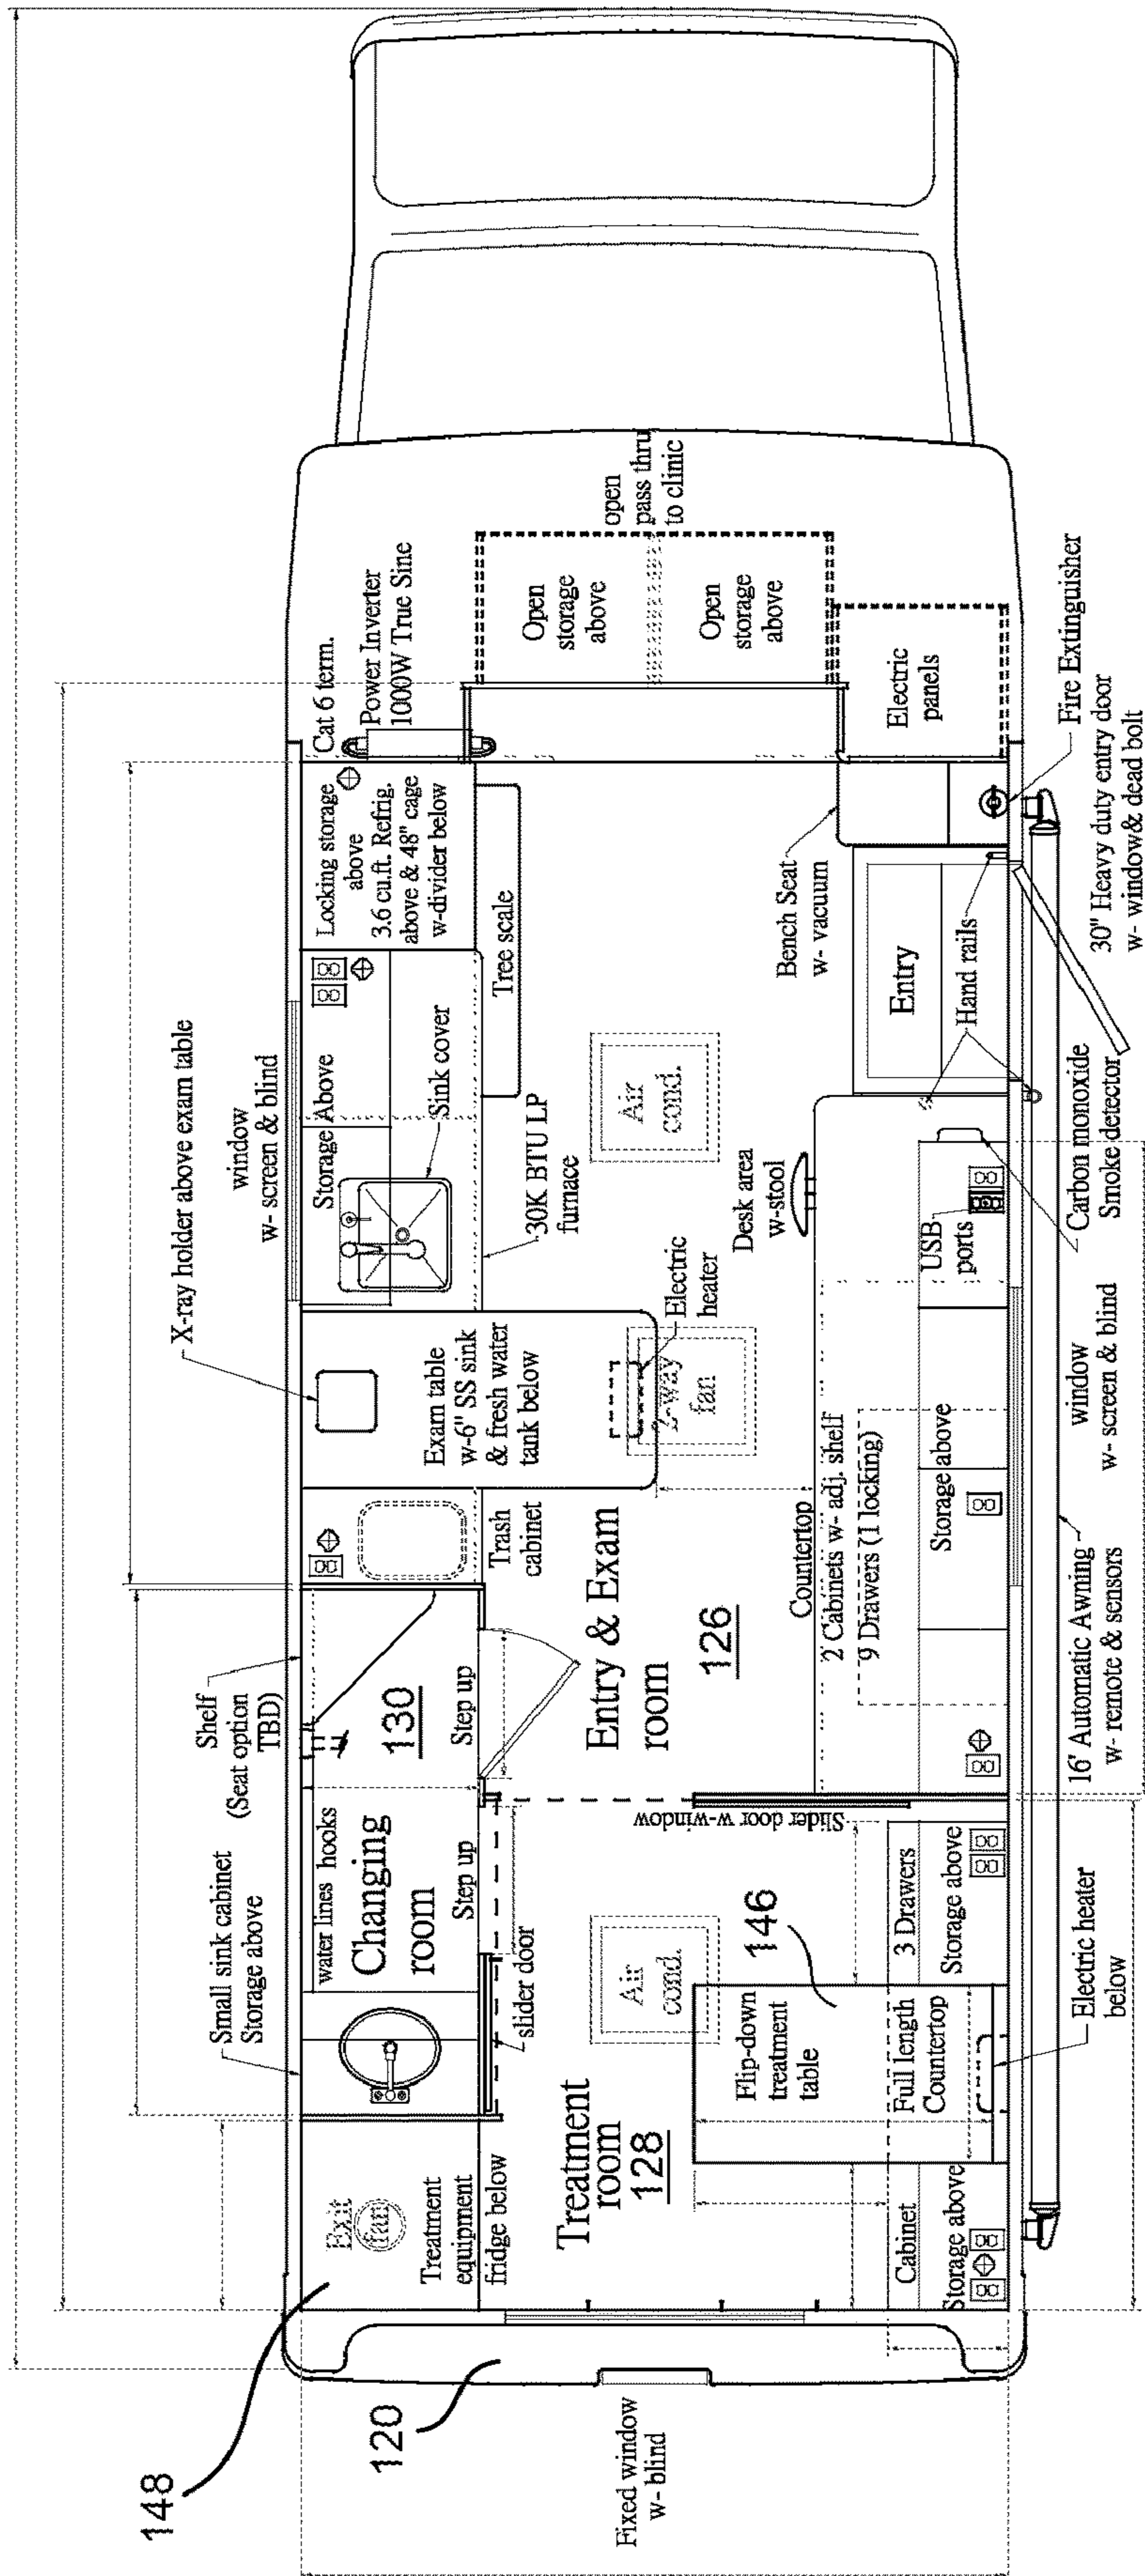 148
120
Fixed window
w- blind
X-ray holder above exam table
window
w- screen & blind
Small sink cabinet
Storage above
Shelf
(Seat option
TBD)
Exit
fan
Treatment
equipment
fridge below
water lines
hooks
Changing
room
130
Step up
Step up
slider door
Trash
cabinet
Exam table
w-6" SS sink
& fresh water
tank below
Storage Above
Sink cover
30K BTU LP
furnace
Tree scale
Locking storage
above
3.6 cu.ft. Refrig.
above & 48" cage
w-divider below
Cat 6 term.
Power Inverter
1000W True Sine
Open
storage
above
Open
storage
above
open
pass thru
to clinic
Electric
panels
Treatment
room
128
Air
cond.
146
Flip-down
treatment
table
Full length
Countertop
Cabinet
Storage above
3 Drawers
Storage above
Slider door w-window
Entry & Exam
room
126
Electric
heater
2-way
fan
Air
cond.
Desk area
w-stool
Countertop
2 Cabinets w- adj. shelf
9 Drawers (1 locking)
Storage above
USB
ports
Bench Seat
w- vacuum
Entry
Hand rails
Electric heater
below
16' Automatic Awning
w- remote & sensors
window
w- screen & blind
Carbon monoxide
Smoke detector
30" Heavy duty entry door
w- window& dead bolt
Fire Extinguisher